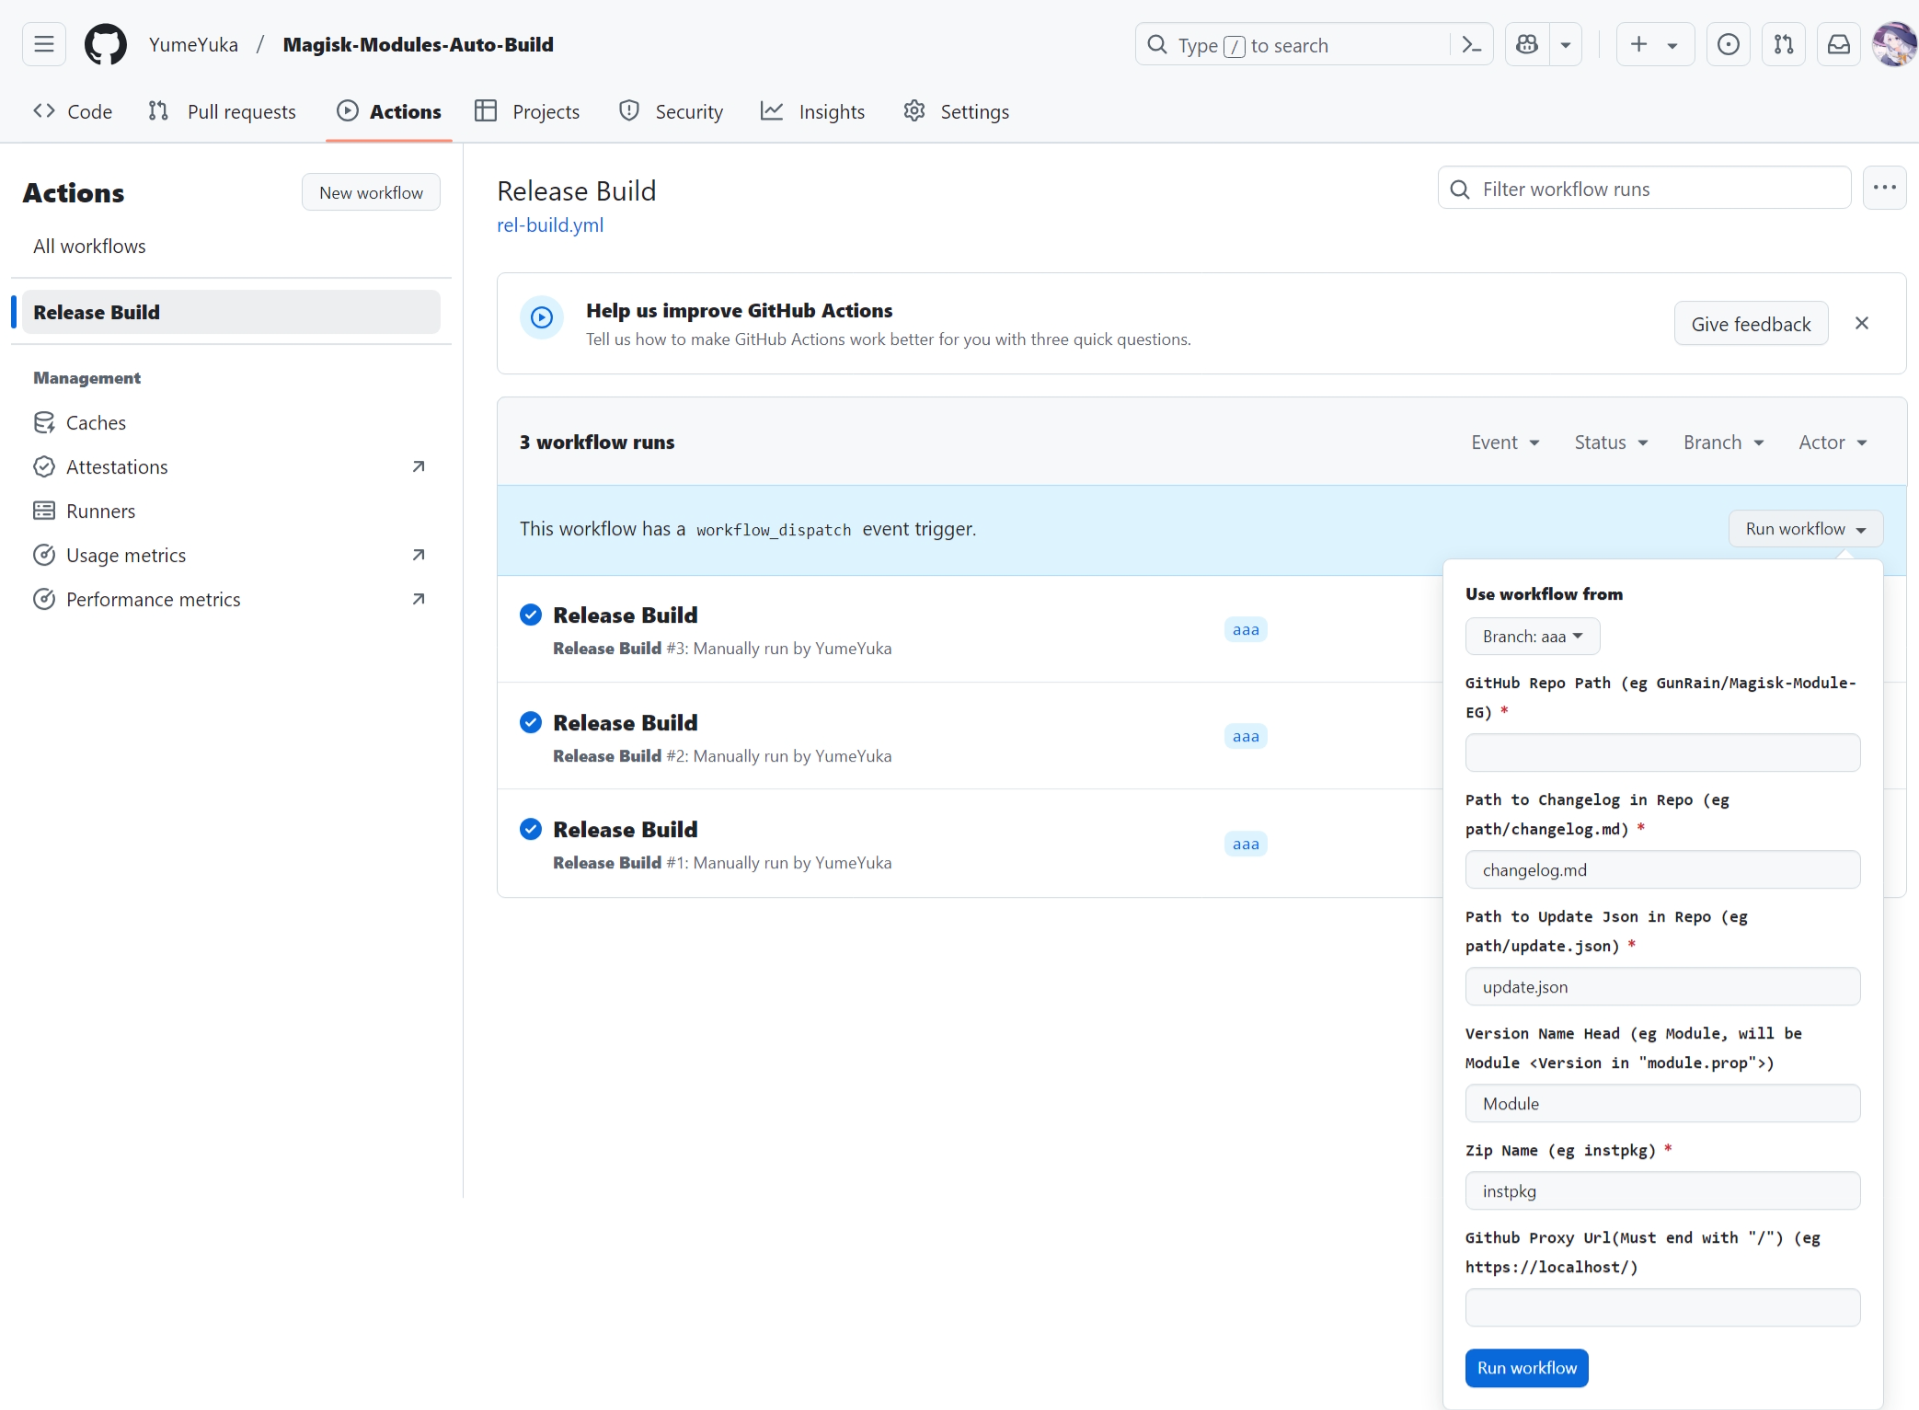 YumeYuka / Magisk-Modules-Auto-Build
Type / to search
Code Pull requests Actions Projects Security Insights Settings
Actions
New workflow
All workflows
Release Build
Management
Caches
Attestations
Runners
Usage metrics
Performance metrics
Release Build
rel-build.yml
Filter workflow runs
Help us improve GitHub Actions
Tell us how to make GitHub Actions work better for you with three quick questions.
Give feedback
3 workflow runs
Event Status Branch Actor
This workflow has a workflow_dispatch event trigger.
Run workflow
Release Build
Release Build #3: Manually run by YumeYuka
aaa
Release Build
Release Build #2: Manually run by YumeYuka
aaa
Release Build
Release Build #1: Manually run by YumeYuka
aaa
Use workflow from
Branch: aaa
GitHub Repo Path (eg GunRain/Magisk-Module-
EG) *
Path to Changelog in Repo (eg
path/changelog.md) *
changelog.md
Path to Update Json in Repo (eg
path/update.json) *
update.json
Version Name Head (eg Module, will be
Module <Version in "module.prop">)
Module
Zip Name (eg instpkg) *
instpkg
Github Proxy Url(Must end with "/") (eg
https://localhost/)
Run workflow